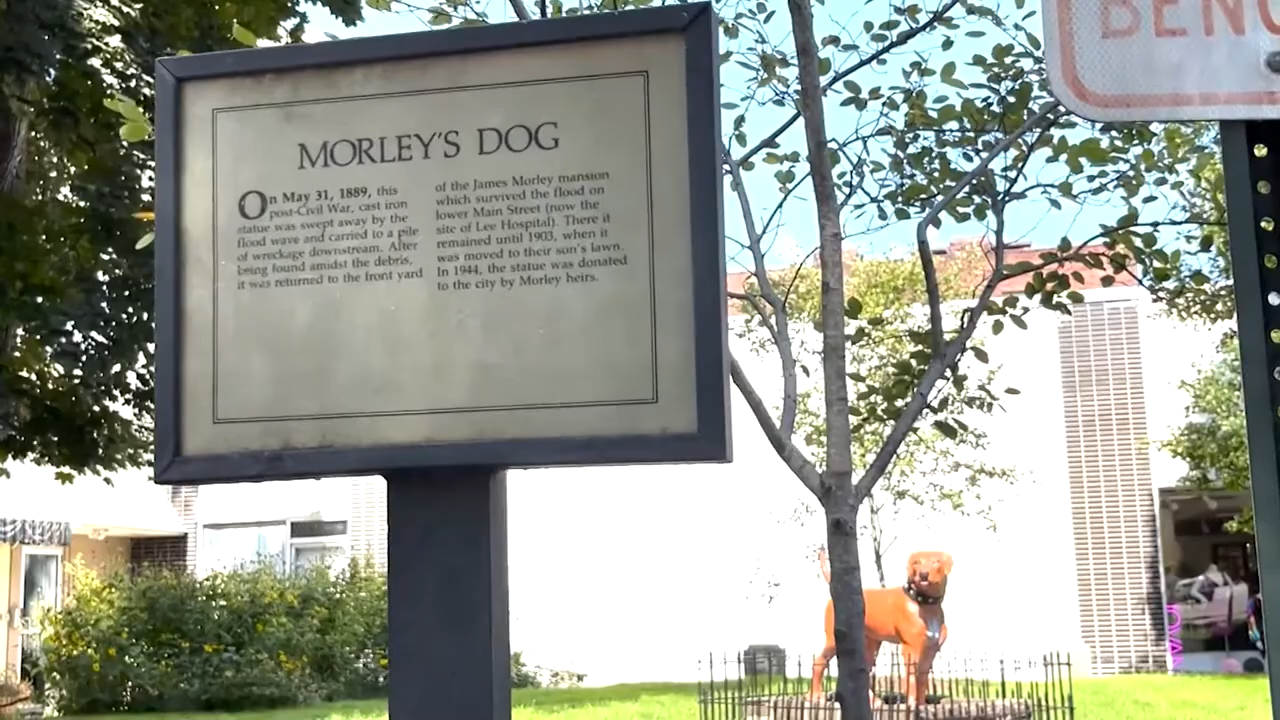 MORLEY'S DOG
On May 31, 1889, this
post-Civil War, cast iron
statue was swept away by the
flood wave and carried to a pile
of wreckage downstream. After
being found amidst the debris,
it was returned to the front yard
of the James Morley mansion
which survived the flood on
lower Main Street (now the
site of Lee Hospital). There it
remained until 1903, when it
was moved to their son's lawn.
In 1944, the statue was donated
to the city by Morley heirs.
BENC